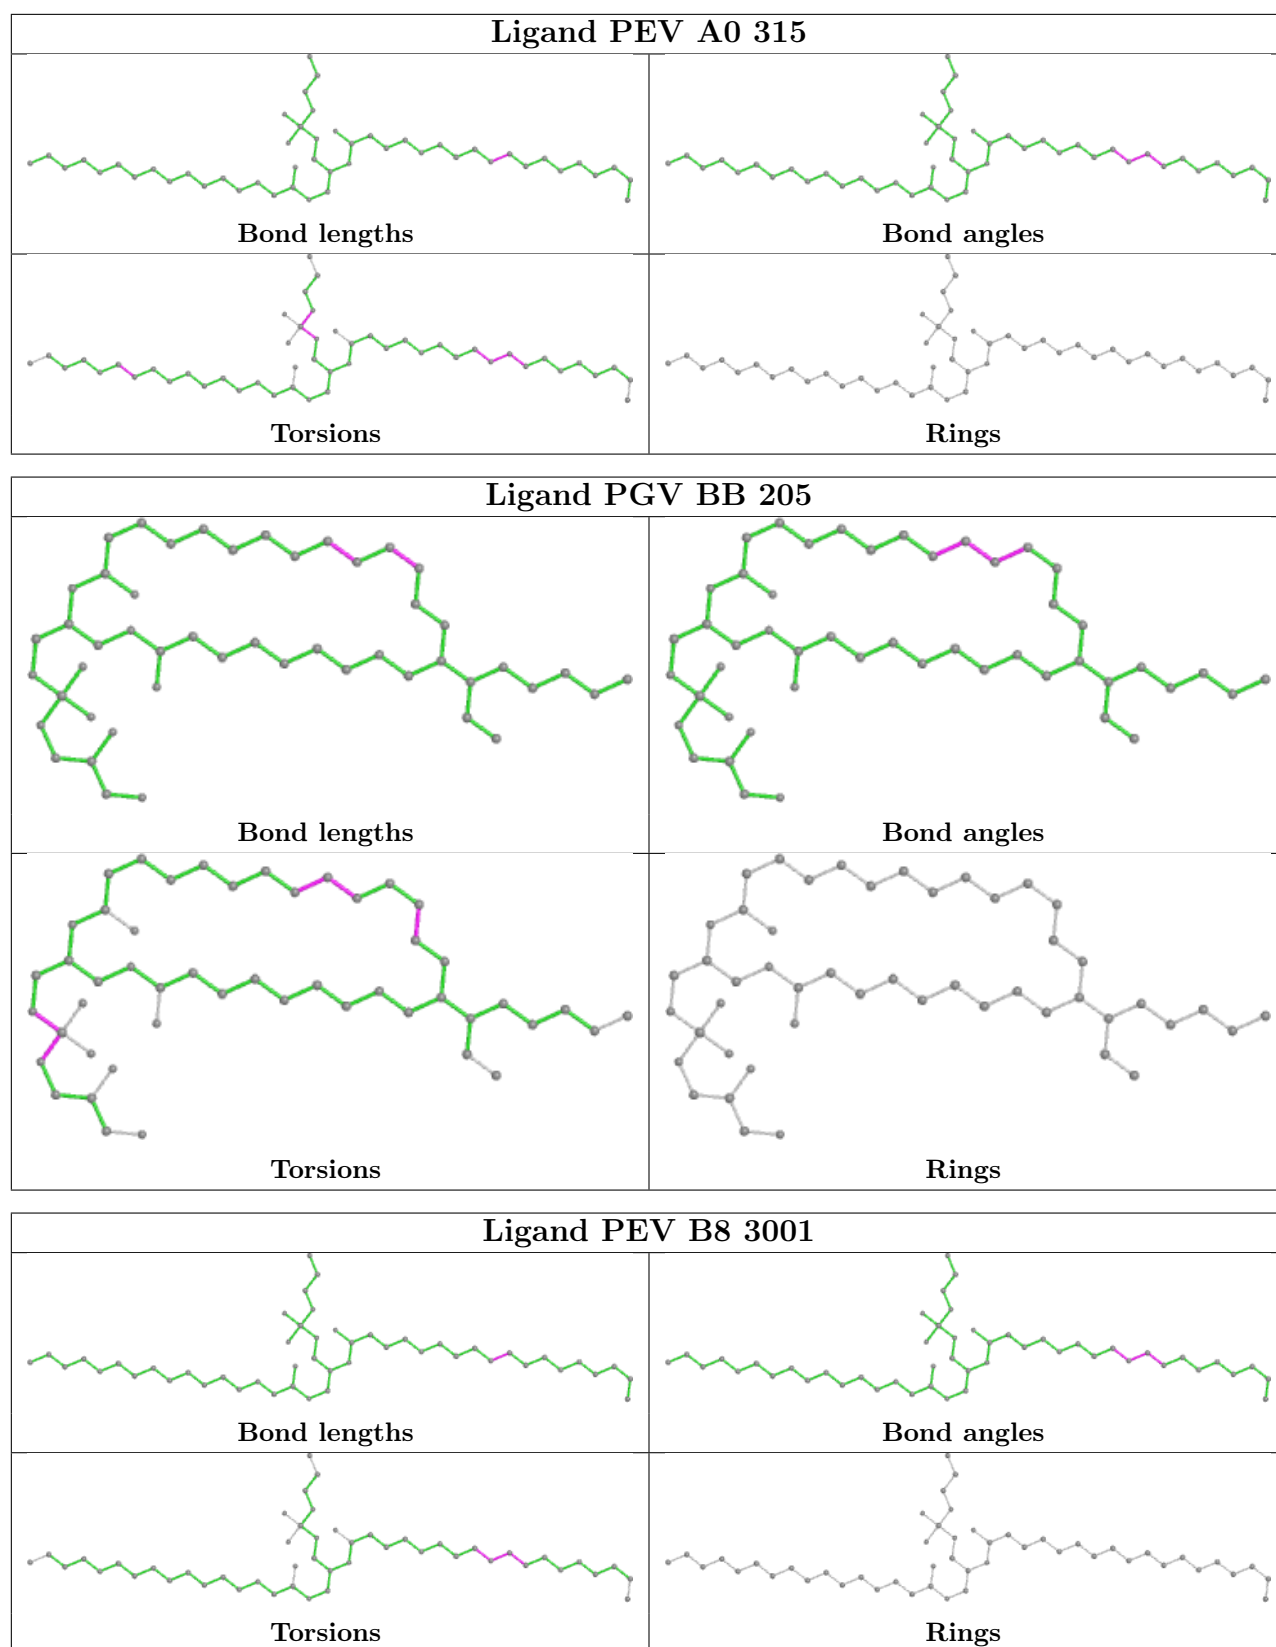 Ligand PEV A0 315
Bond lengths
Bond angles
Torsions
Rings
Ligand PGV BB 205
Bond lengths
Bond angles
Torsions
Rings
Ligand PEV B8 3001
Bond lengths
Bond angles
Torsions
Rings